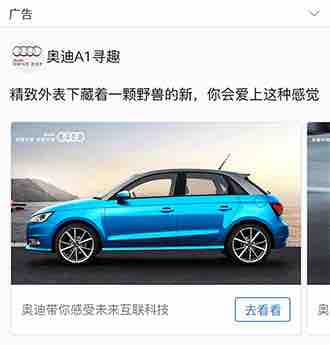 广告
奥迪A1寻趣
精致外表下藏着一颗野兽的新，你会爱上这种感觉
奥迪带你感受未来互联科技
去看看
奥